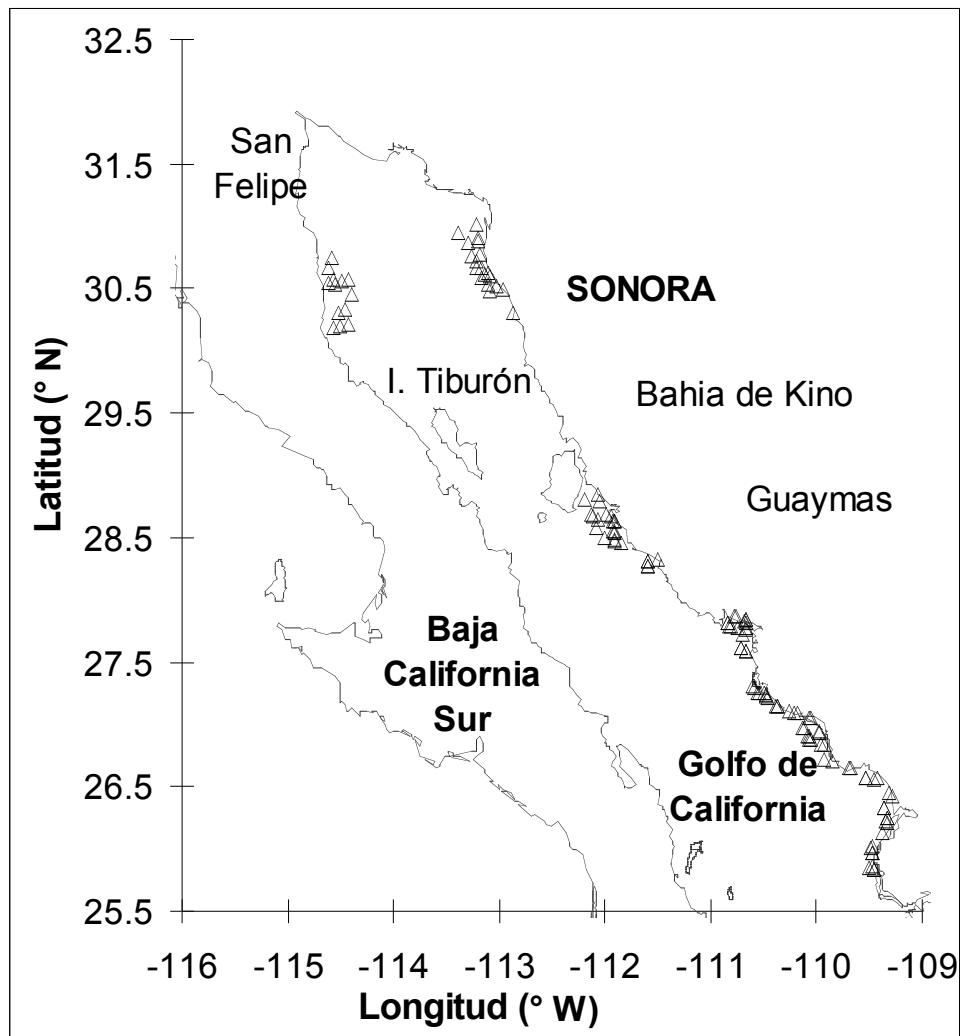 32.5
San
Felipe
31.5
30.5
SONORA
I. Tiburón
Bahia de Kino
29.5
Latitud (° N)
Guaymas
28.5
27.5
Baja
California
Sur
26.5
Golfo de
California
25.5
-116 -115 -114 -113 -112 -111 -110 -109
Longitud (° W)